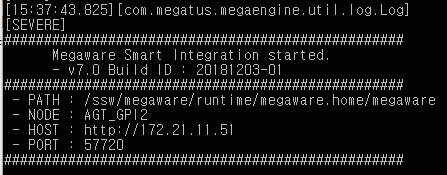 [15:37:43.825][com.megatus.megaengine.util.log.Log]
[SEVERE]
##################################################
Megaware Smart Integration started.
- v7.0 Build ID : 20181203-01
##################################################
- PATH : /ssw/megaware/runtime/megaware.home/megaware
- NODE : AGT_GPI2
- HOST : http://172.21.11.51
- PORT : 57720
##################################################